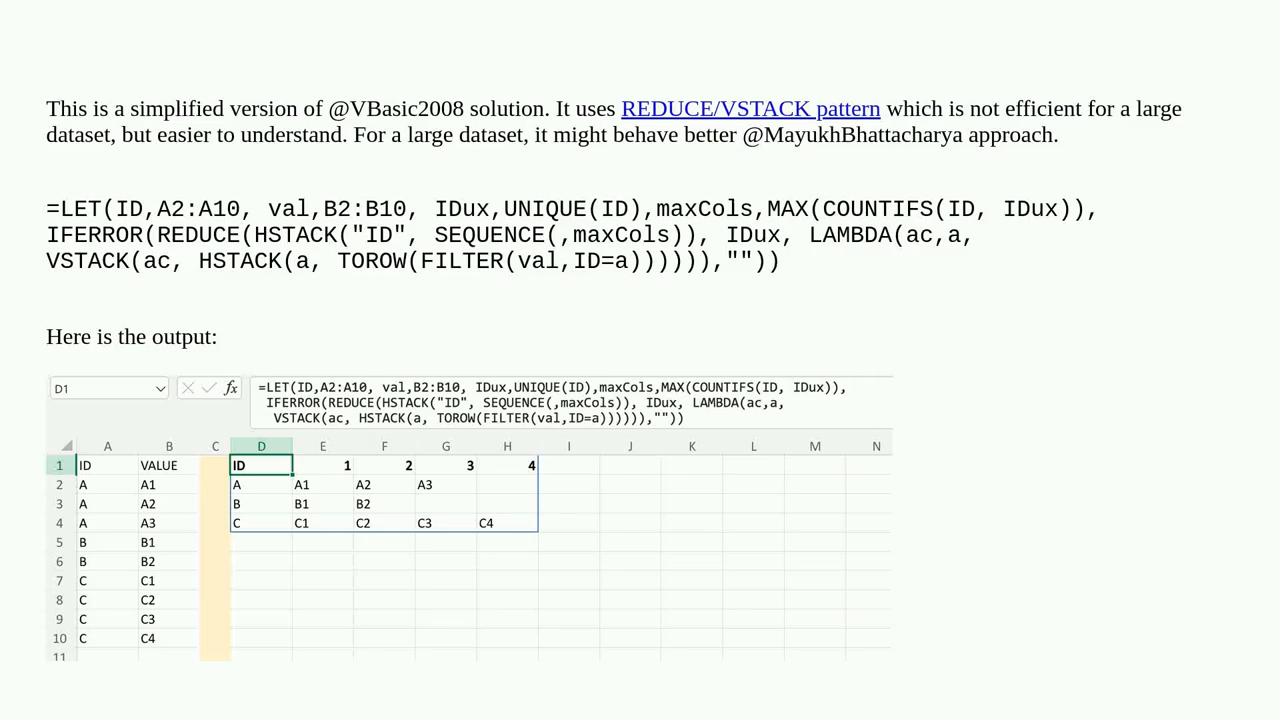 This is a simplified version of @VBasic2008 solution. It uses REDUCE/VSTACK pattern which is not efficient for a large
dataset, but easier to understand. For a large dataset, it might behave better @MayukhBhattacharya approach.
=LET(ID,A2:A10, val,B2:B10, IDux,UNIQUE(ID),maxCols,MAX(COUNTIFS(ID, IDux)),
IFERROR(REDUCE(HSTACK("ID", SEQUENCE(,maxCols)), IDux, LAMBDA(ac,a,
VSTACK(ac, HSTACK(a, TOROW(FILTER(val,ID=a)))))),""))
Here is the output:
D1 fx =LET(ID,A2:A10, val,B2:B10, IDux,UNIQUE(ID),maxCols,MAX(COUNTIFS(ID, IDux)),
IFERROR(REDUCE(HSTACK("ID", SEQUENCE(,maxCols)), IDux, LAMBDA(ac,a,
VSTACK(ac, HSTACK(a, TOROW(FILTER(val,ID=a)))))),""))
A B C D E F G H I J K L M N
1 ID VALUE ID 1 2 3 4
2 A A1 A A1 A2 A3
3 A A2 B B1 B2
4 A A3 C C1 C2 C3 C4
5 B B1
6 B B2
7 C C1
8 C C2
9 C C3
10 C C4
11